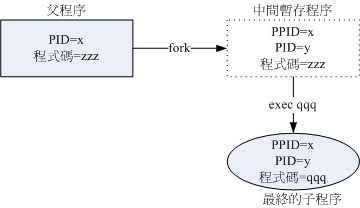 父程序
PID=x
程式碼=zzz
fork
中間暫存程序
PPID=x
PID=y
程式碼=zzz
exec qqq
PPID=x
PID=y
程式碼=qqq
最終的子程序